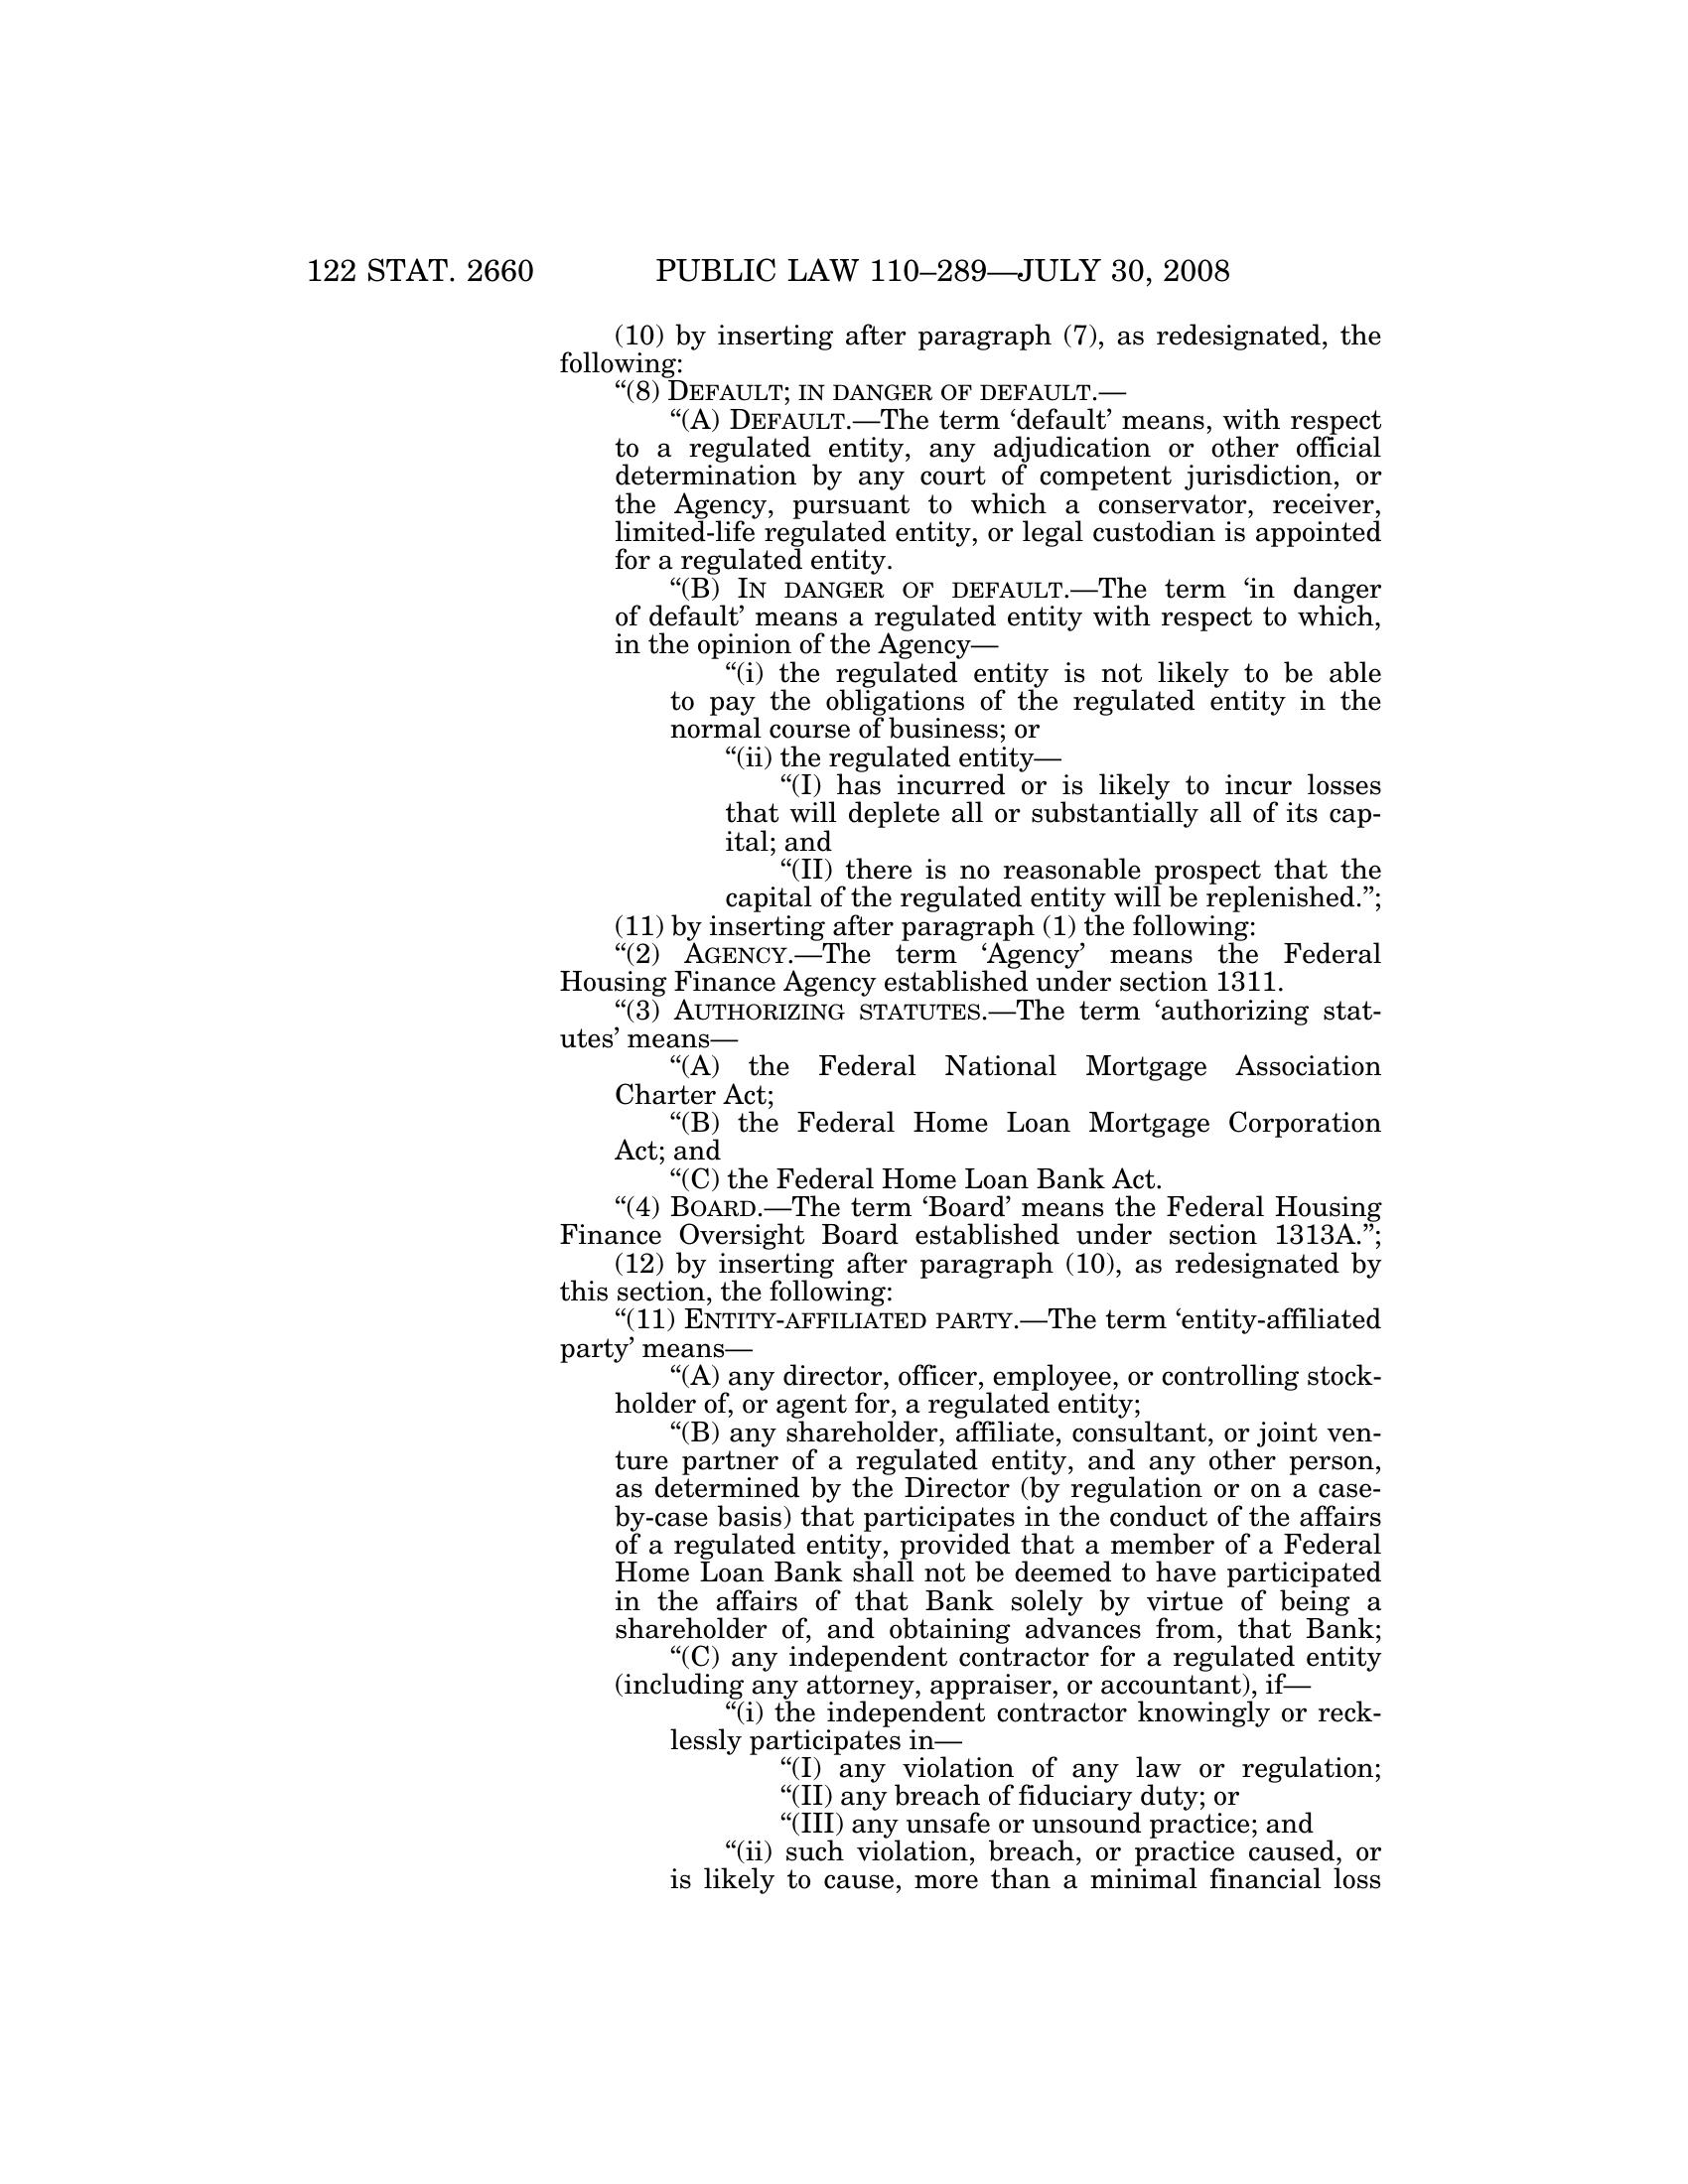 122 STAT. 2660 PUBLIC LAW 110–289—JULY 30, 2008
(10) by inserting after paragraph (7), as redesignated, the
following:
“(8) DEFAULT; IN DANGER OF DEFAULT.—
“(A) DEFAULT.—The term ‘default’ means, with respect
to a regulated entity, any adjudication or other official
determination by any court of competent jurisdiction, or
the Agency, pursuant to which a conservator, receiver,
limited-life regulated entity, or legal custodian is appointed
for a regulated entity.
“(B) IN DANGER OF DEFAULT.—The term ‘in danger
of default’ means a regulated entity with respect to which,
in the opinion of the Agency—
“(i) the regulated entity is not likely to be able
to pay the obligations of the regulated entity in the
normal course of business; or
“(ii) the regulated entity—
“(I) has incurred or is likely to incur losses
that will deplete all or substantially all of its cap-
ital; and
“(II) there is no reasonable prospect that the
capital of the regulated entity will be replenished.”;
(11) by inserting after paragraph (1) the following:
“(2) AGENCY.—The term ‘Agency’ means the Federal
Housing Finance Agency established under section 1311.
“(3) AUTHORIZING STATUTES.—The term ‘authorizing stat-
utes’ means—
“(A) the Federal National Mortgage Association
Charter Act;
“(B) the Federal Home Loan Mortgage Corporation
Act; and
“(C) the Federal Home Loan Bank Act.
“(4) BOARD.—The term ‘Board’ means the Federal Housing
Finance Oversight Board established under section 1313A.”;
(12) by inserting after paragraph (10), as redesignated by
this section, the following:
“(11) ENTITY-AFFILIATED PARTY.—The term ‘entity-affiliated
party’ means—
“(A) any director, officer, employee, or controlling stock-
holder of, or agent for, a regulated entity;
“(B) any shareholder, affiliate, consultant, or joint ven-
ture partner of a regulated entity, and any other person,
as determined by the Director (by regulation or on a case-
by-case basis) that participates in the conduct of the affairs
of a regulated entity, provided that a member of a Federal
Home Loan Bank shall not be deemed to have participated
in the affairs of that Bank solely by virtue of being a
shareholder of, and obtaining advances from, that Bank;
“(C) any independent contractor for a regulated entity
(including any attorney, appraiser, or accountant), if—
“(i) the independent contractor knowingly or reck-
lessly participates in—
“(I) any violation of any law or regulation;
“(II) any breach of fiduciary duty; or
“(III) any unsafe or unsound practice; and
“(ii) such violation, breach, or practice caused, or
is likely to cause, more than a minimal financial loss